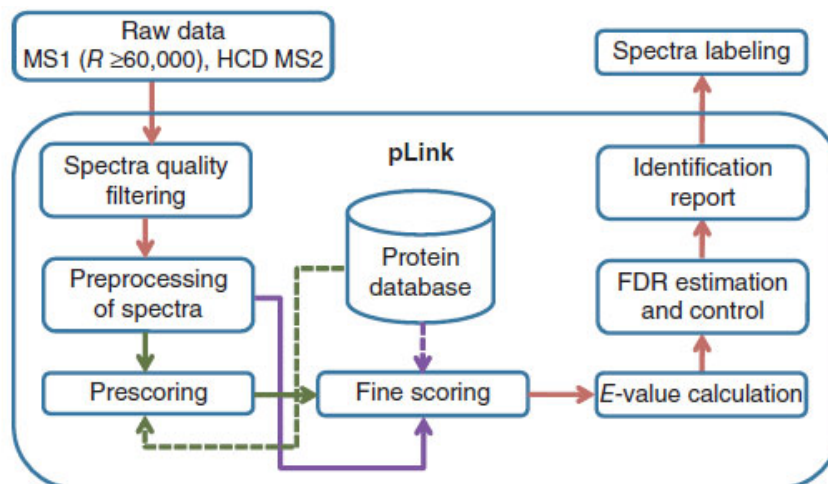 Raw data
MS1 (R ≥60,000), HCD MS2
Spectra labeling
pLink
Spectra quality
filtering
Preprocessing
of spectra
Prescoring
Protein
database
Fine scoring
Identification
report
FDR estimation
and control
E-value calculation